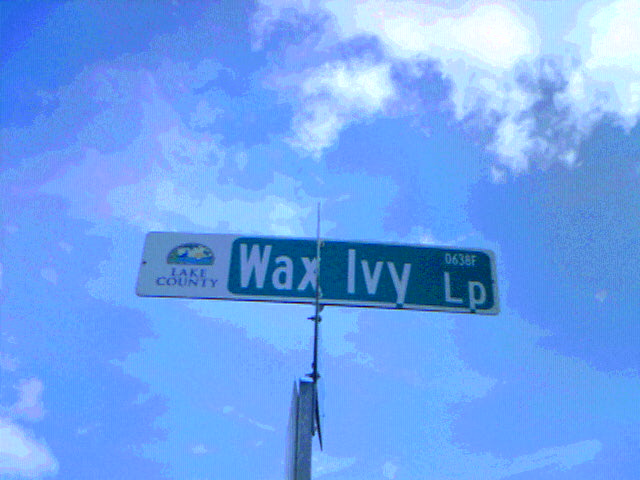 LAKE
COUNTY
Wax Ivy Lp
0638F